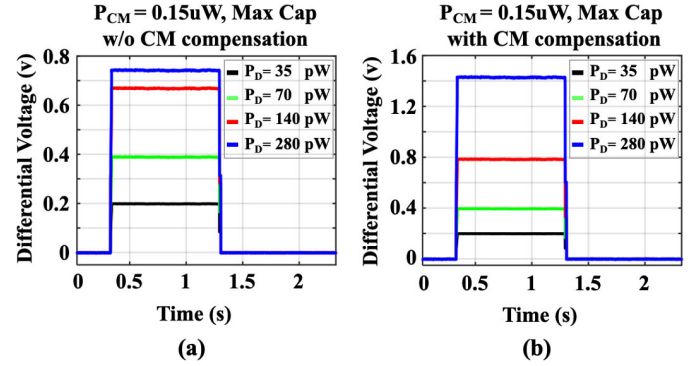 P_CM = 0.15uW, Max Cap
w/o CM compensation
Differential Voltage (v)
0.8
0.6
0.4
0.2
0
P_D= 35 pW
P_D= 70 pW
P_D= 140 pW
P_D= 280 pW
0
0.5
1
1.5
2
Time (s)
(a)
P_CM = 0.15uW, Max Cap
with CM compensation
Differential Voltage (v)
1.6
1.2
0.8
0.4
0
P_D= 35 pW
P_D= 70 pW
P_D= 140 pW
P_D= 280 pW
0
0.5
1
1.5
2
Time (s)
(b)